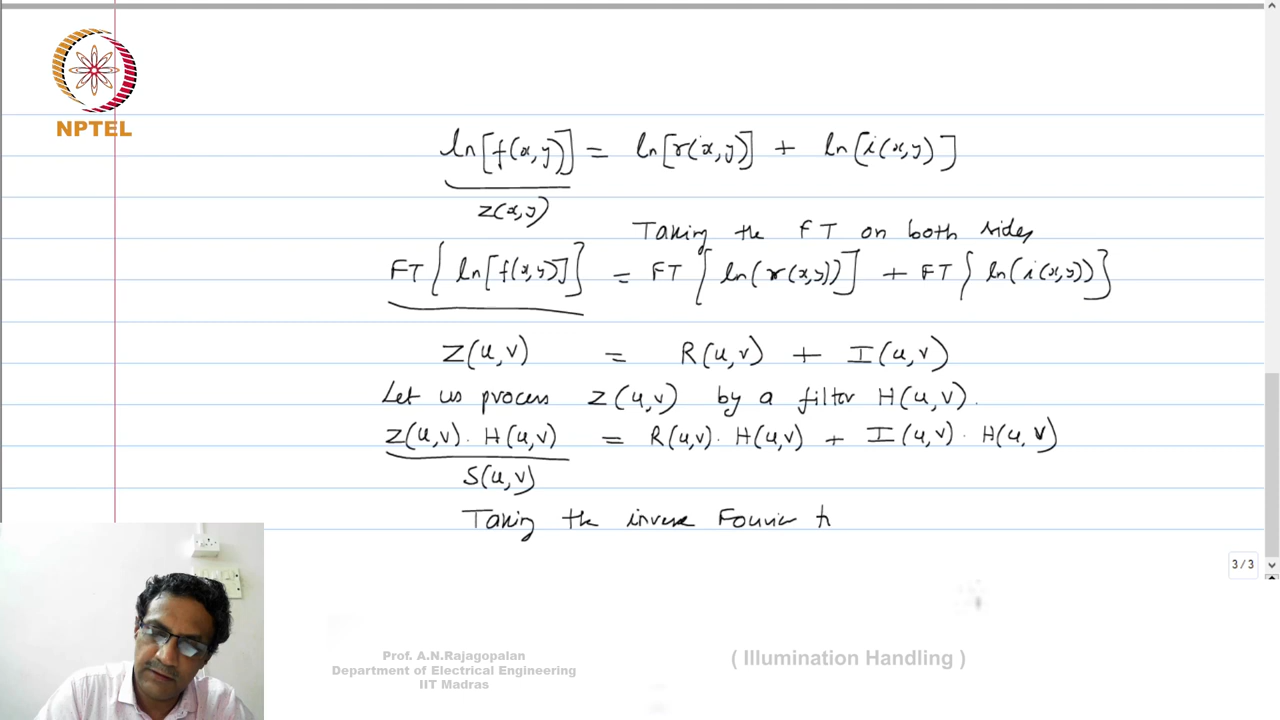 NPTEL
ln[f(x,y)] = ln[r(x,y)] + ln[i(x,y)]
z(x,y)
Taking the FT on both sides
FT{ln[f(x,y)]} = FT{ln(r(x,y))} + FT{ln(i(x,y))}
Z(u,v) = R(u,v) + I(u,v)
Let us process Z(u,v) by a filter H(u,v).
Z(u,v). H(u,v) = R(u,v). H(u,v) + I(u,v). H(u,v)
S(u,v)
Taking the inverse Fourier tr
3/3
Prof. A.N.Rajagopalan
Department of Electrical Engineering
IIT Madras
( Illumination Handling )